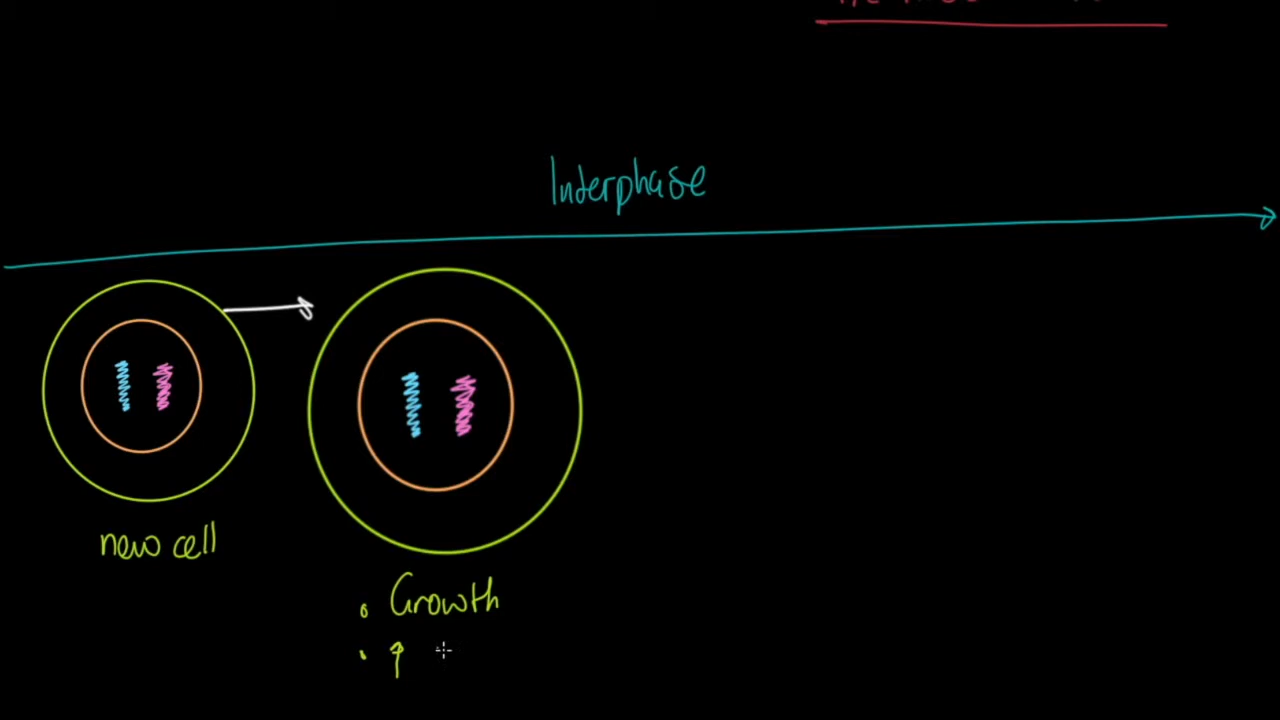 Interphase
new cell
• Growth
• ↑